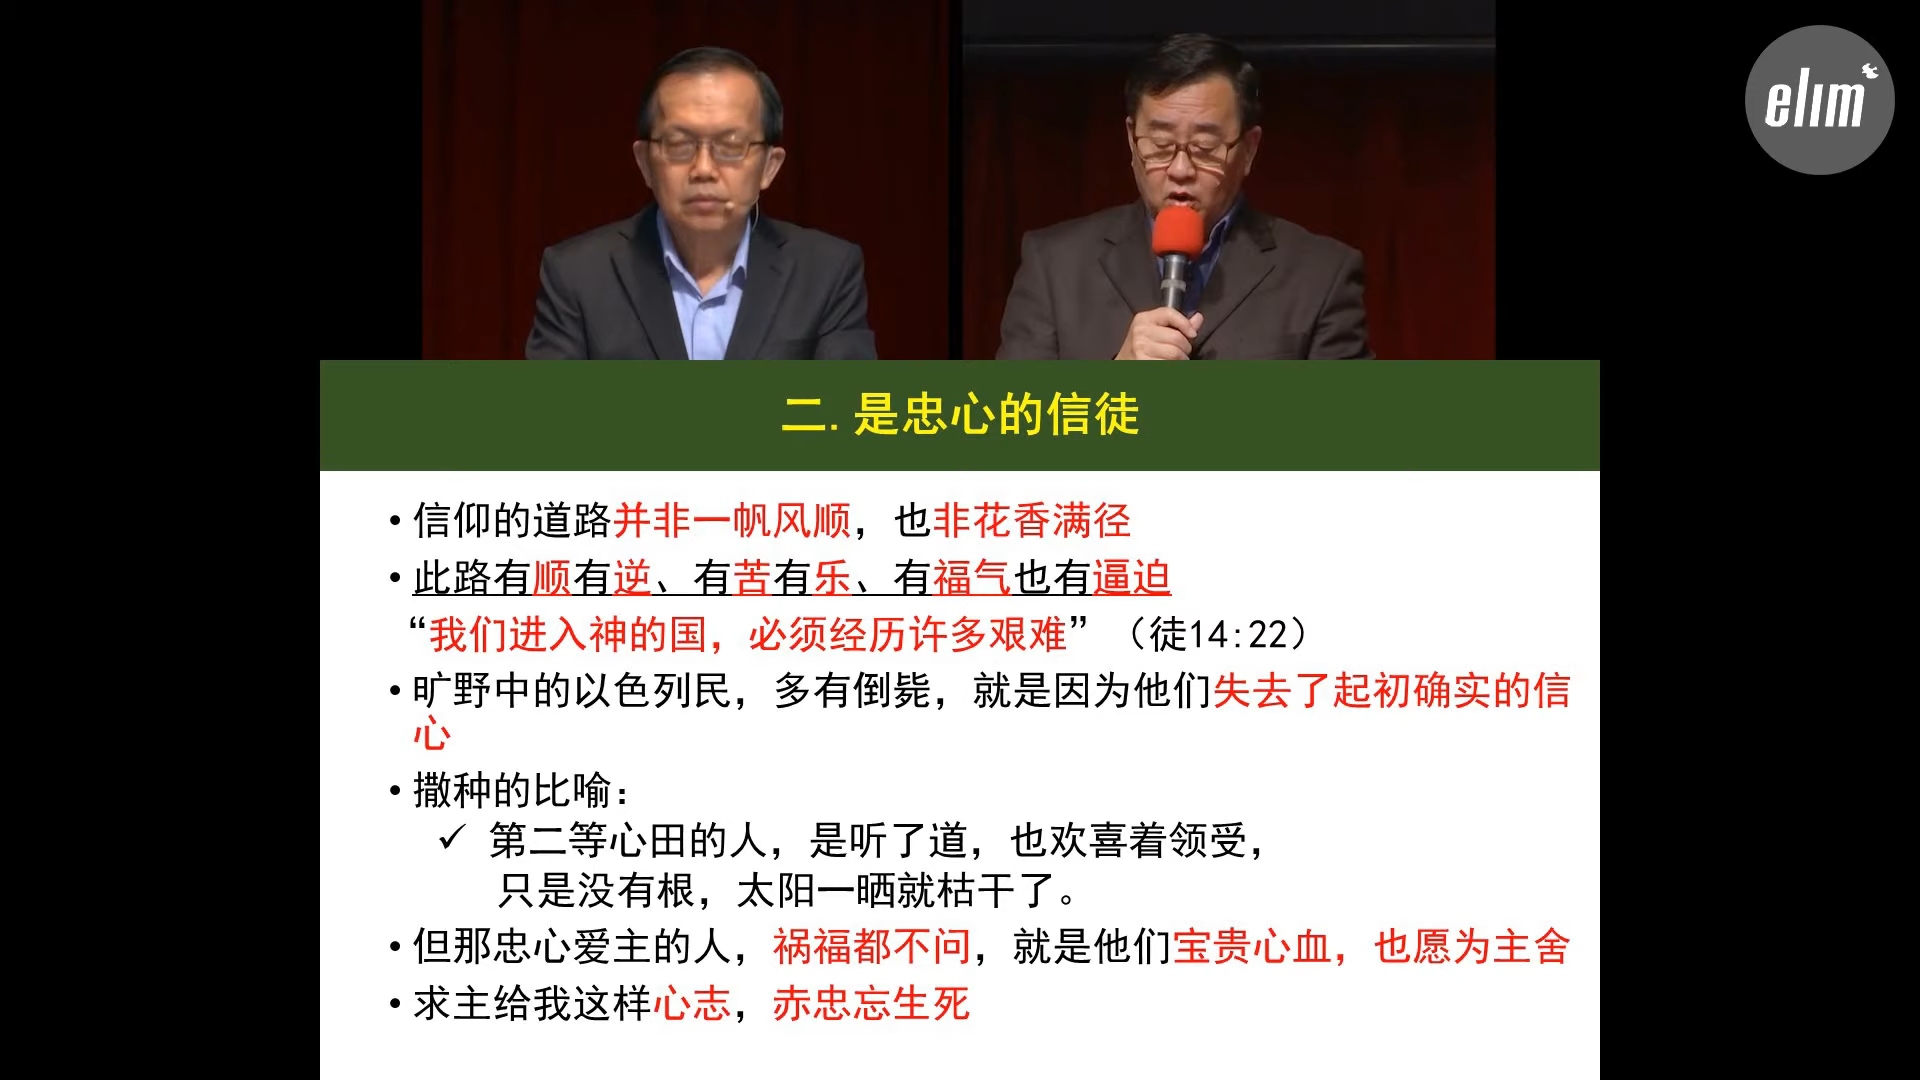 elim
二.是忠心的信徒
•信仰的道路并非一帆风顺，也非花香满径
•此路有顺有逆、有苦有乐、有福气也有逼迫
“我们进入神的国，必须经历许多艰难”（徒14:22）
•旷野中的以色列民，多有倒毙，就是因为他们失去了起初确实的信
心
•撒种的比喻：
✓ 第二等心田的人，是听了道，也欢喜着领受，
只是没有根，太阳一晒就枯干了。
•但那忠心爱主的人，祸福都不问，就是他们宝贵心血，也愿为主舍
•求主给我这样心志，赤忠忘生死